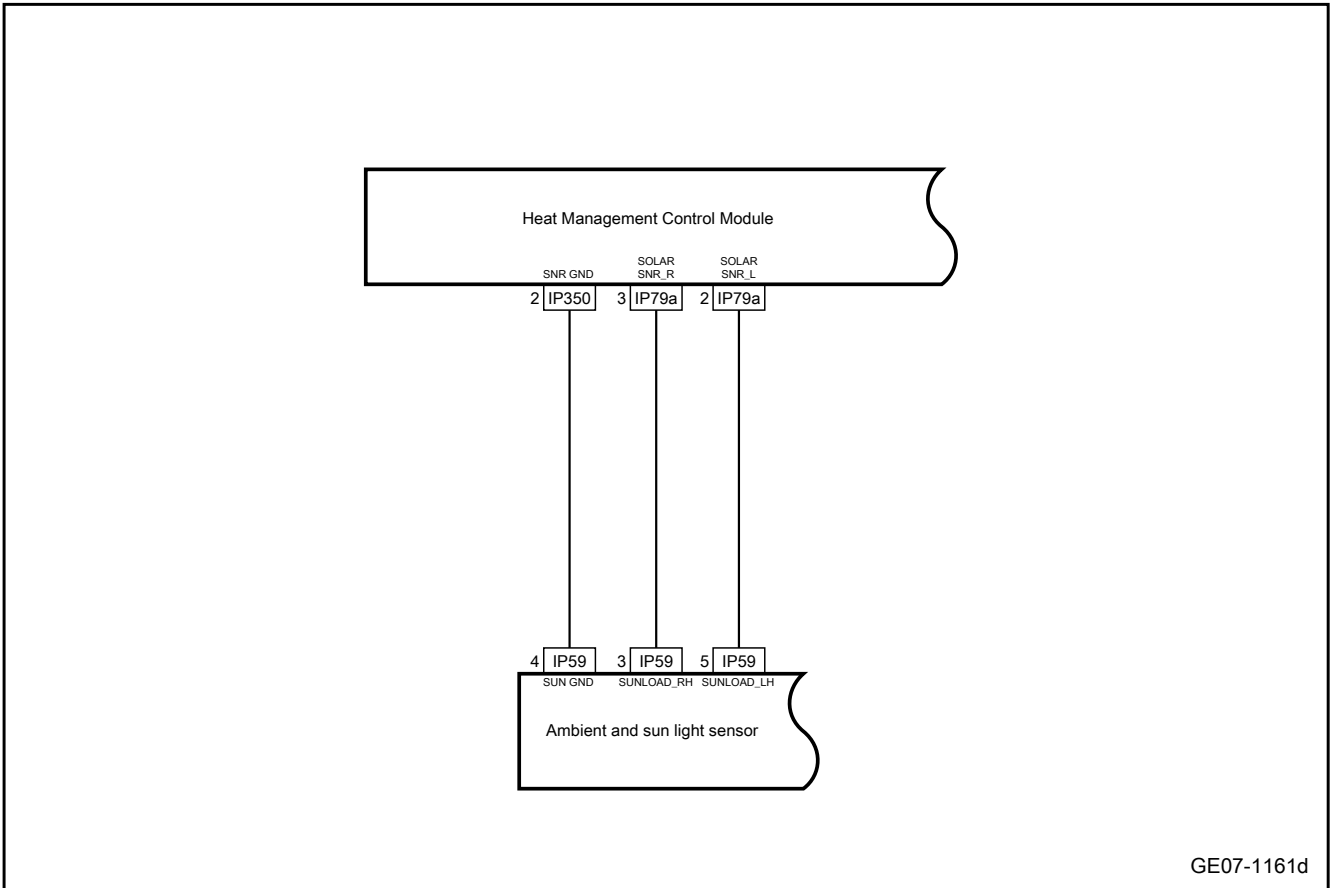 Heat Management Control Module
SNR GND
SOLAR
SNR_R
SOLAR
SNR_L
2 IP350
3 IP79a
2 IP79a
4 IP59
3 IP59
5 IP59
SUN GND
SUNLOAD_RH
SUNLOAD_LH
Ambient and sun light sensor
GE07-1161d